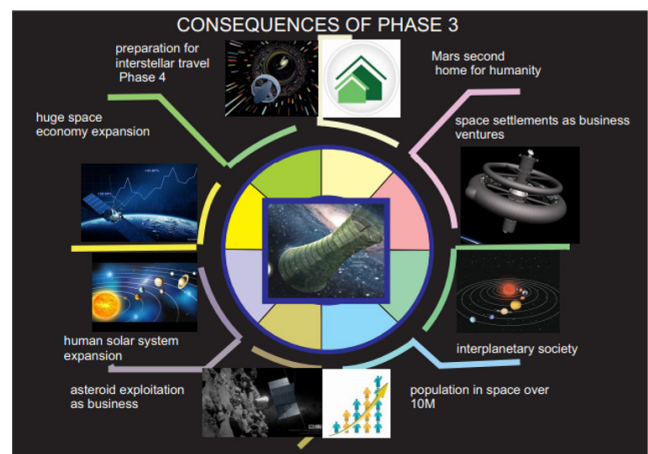 CONSEQUENCES OF PHASE 3
preparation for
interstellar travel
Phase 4
Mars second
home for humanity
huge space
economy expansion
space settlements as business
ventures
human solar system
expansion
interplanetary society
asteroid exploitation
as business
population in space over
10M